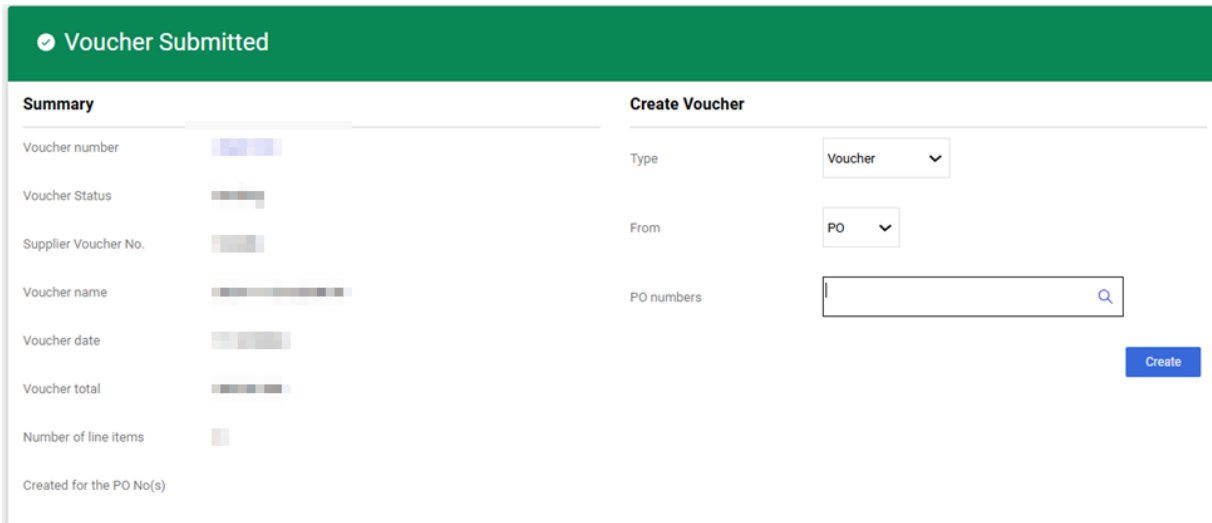 Voucher Submitted
Summary
Voucher number
Voucher Status
Supplier Voucher No.
Voucher name
Voucher date
Voucher total
Number of line items
Created for the PO No(s)
Create Voucher
Type
Voucher
From
PO
PO numbers
Create